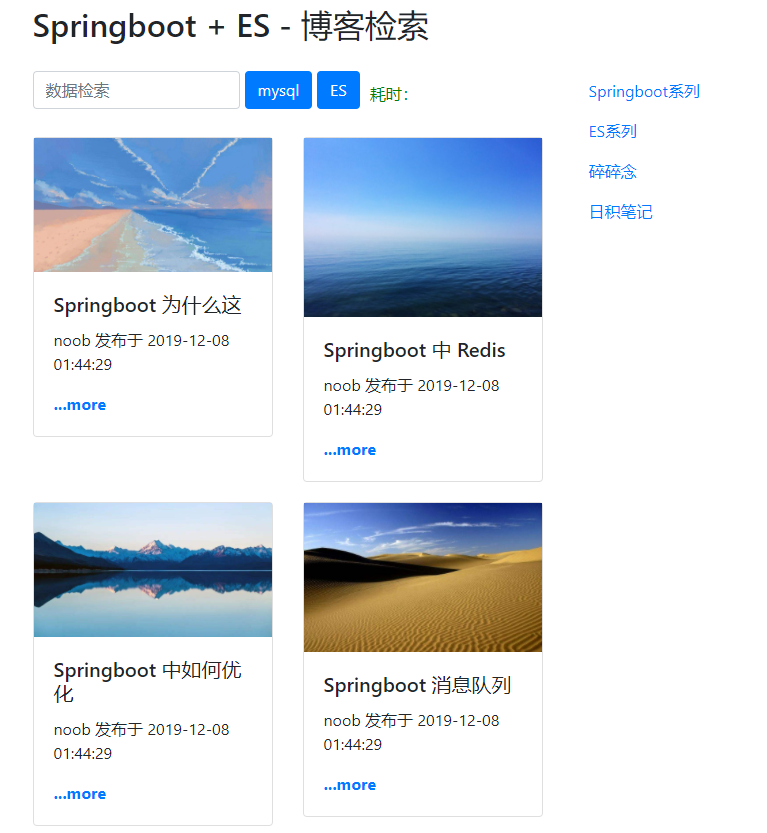 Springboot + ES - 博客检索
数据检索 mysql ES 耗时：
Springboot系列
ES系列
碎碎念
日积笔记
Springboot 为什么这
noob 发布于 2019-12-08
01:44:29
...more
Springboot 中 Redis
noob 发布于 2019-12-08
01:44:29
...more
Springboot 中如何优
化
noob 发布于 2019-12-08
01:44:29
...more
Springboot 消息队列
noob 发布于 2019-12-08
01:44:29
...more